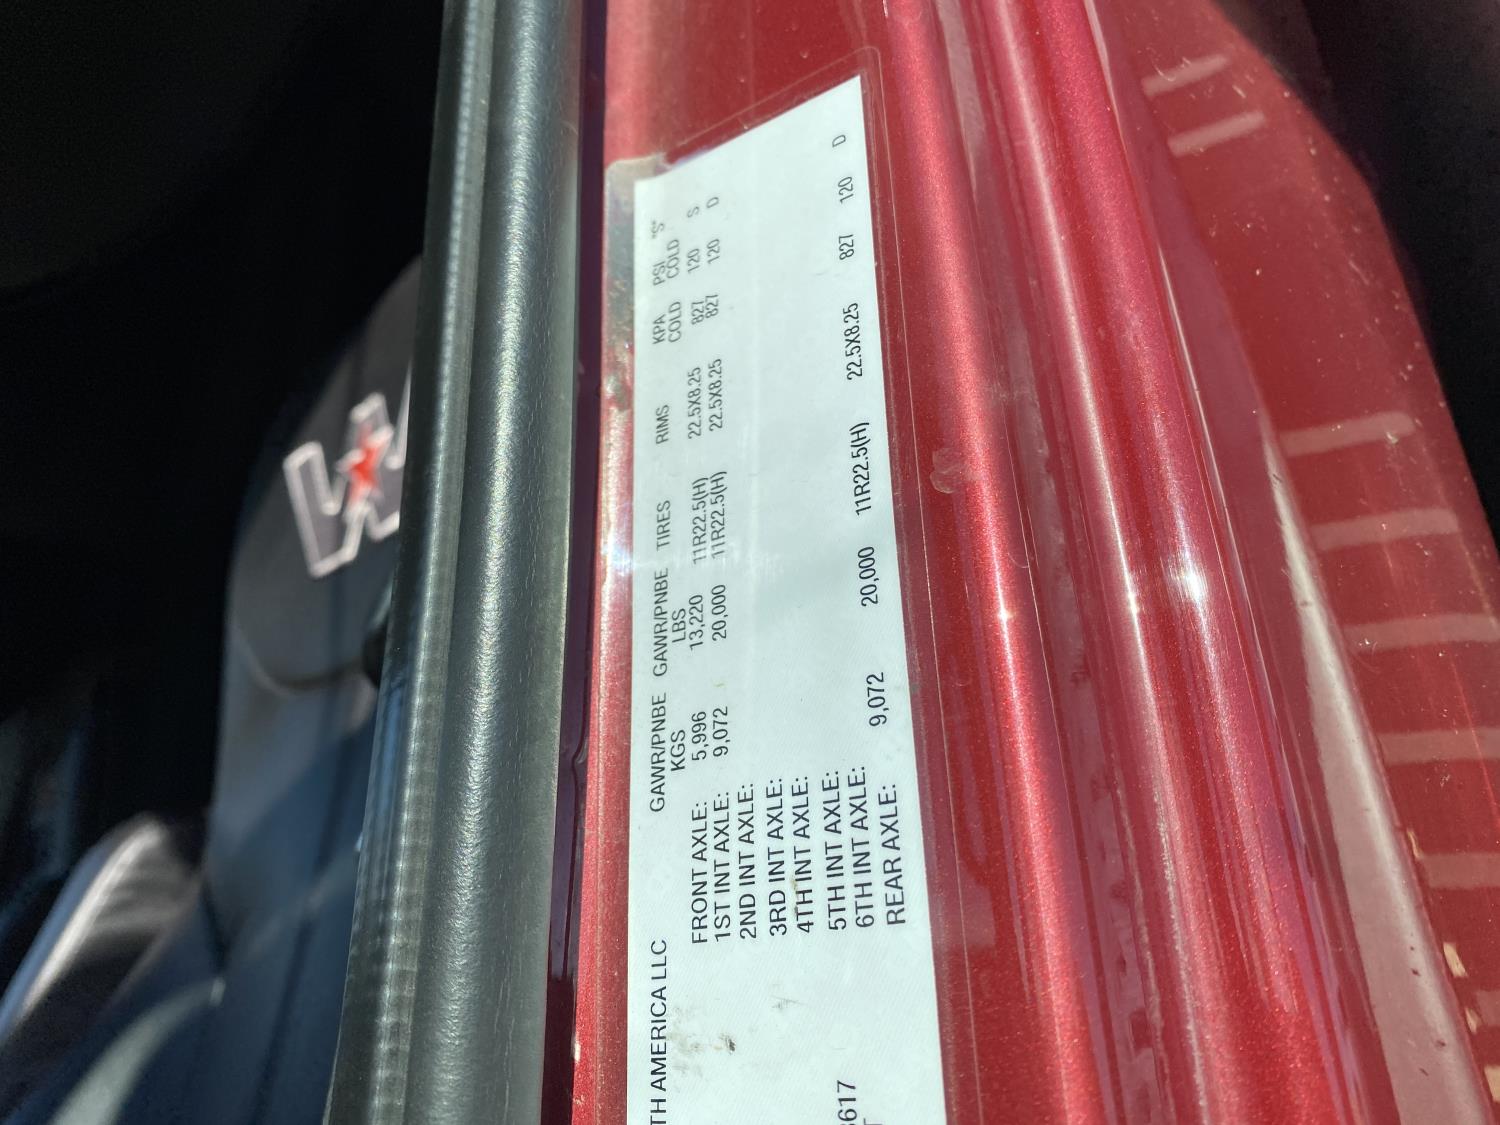 TH AMERICA LLC
GAWR/PNBE GAWR/PNBE TIRES RIMS KPA PSI "S"
KGS LBS COLD COLD
FRONT AXLE: 5,996 13,220 11R22.5(H) 22.5X8.25 827 120 S
1ST INT AXLE: 9,072 20,000 11R22.5(H) 22.5X8.25 827 120 D
2ND INT AXLE:
3RD INT AXLE:
4TH INT AXLE:
5TH INT AXLE:
6TH INT AXLE:
REAR AXLE: 9,072 20,000 11R22.5(H) 22.5X8.25 827 120 D
3617
W